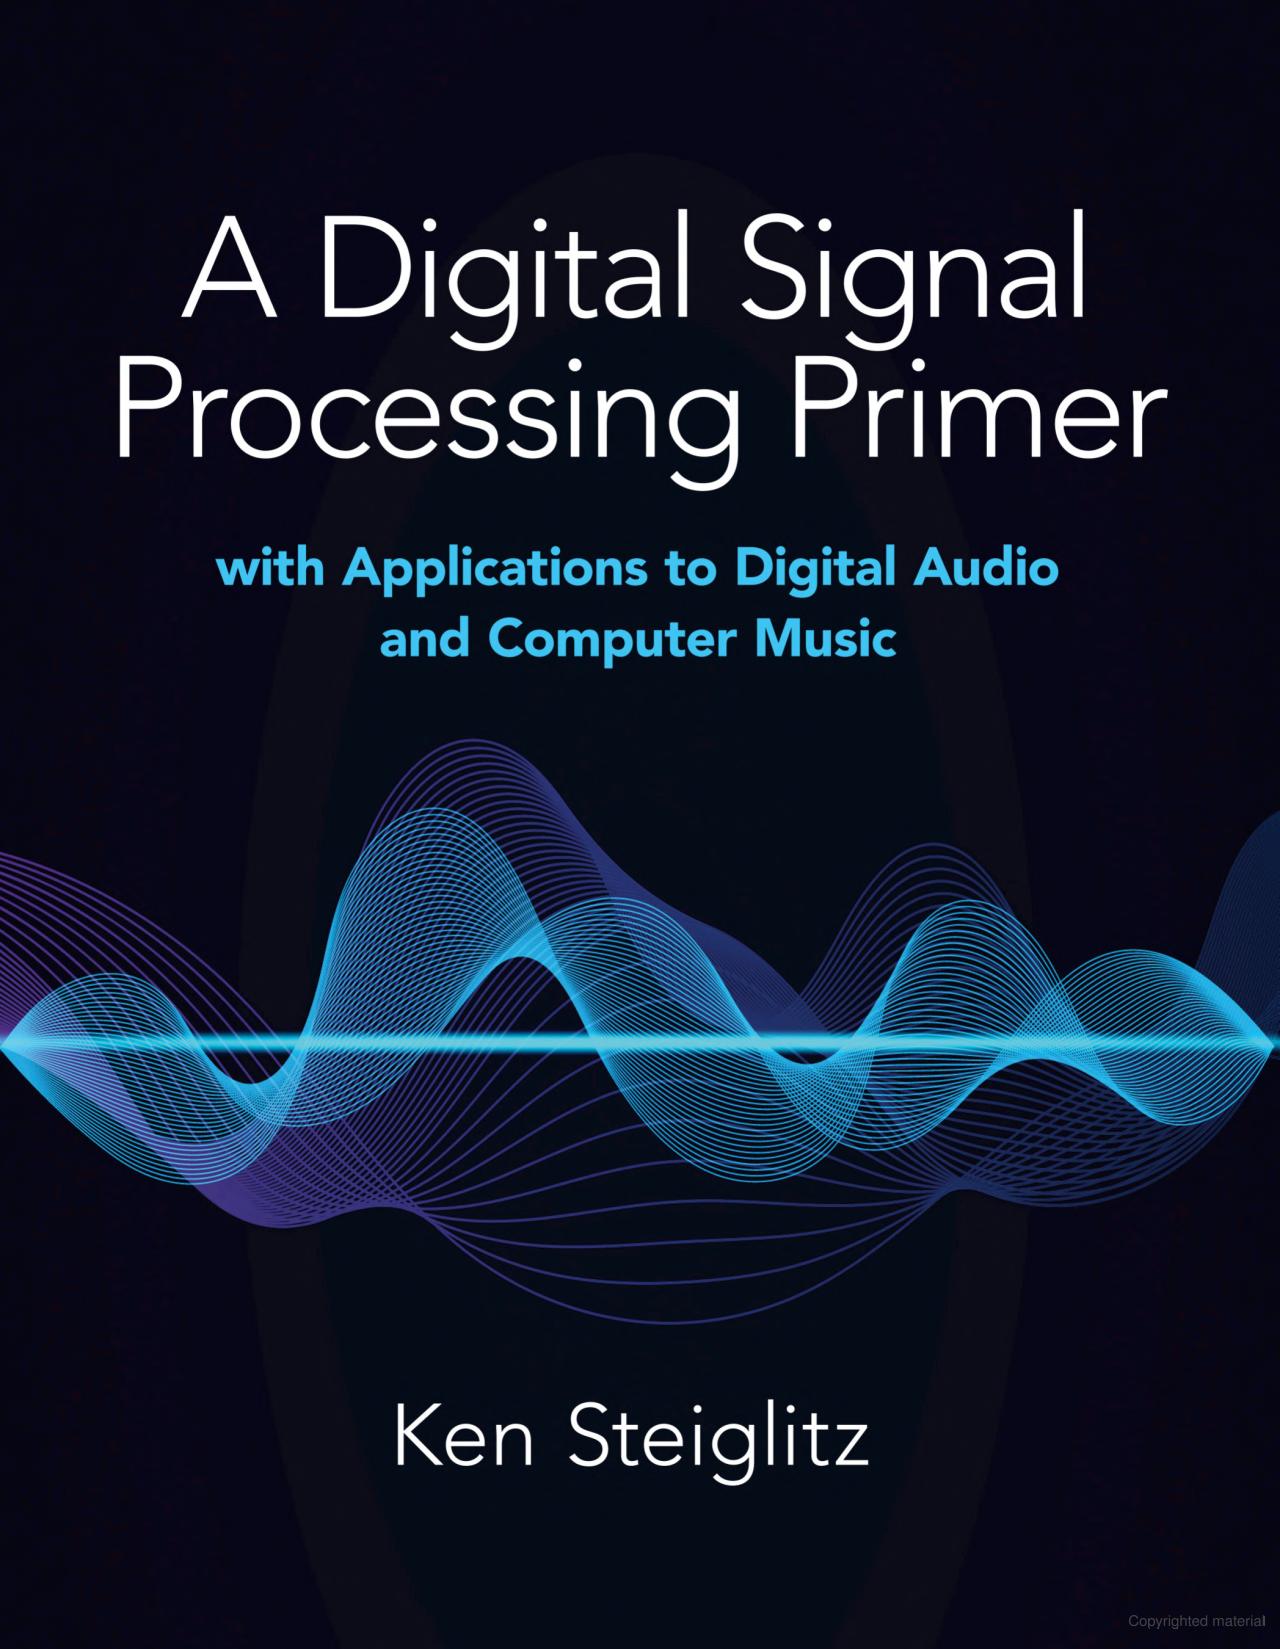 A Digital Signal
Processing Primer
with Applications to Digital Audio
and Computer Music
Ken Steiglitz
Copyrighted material